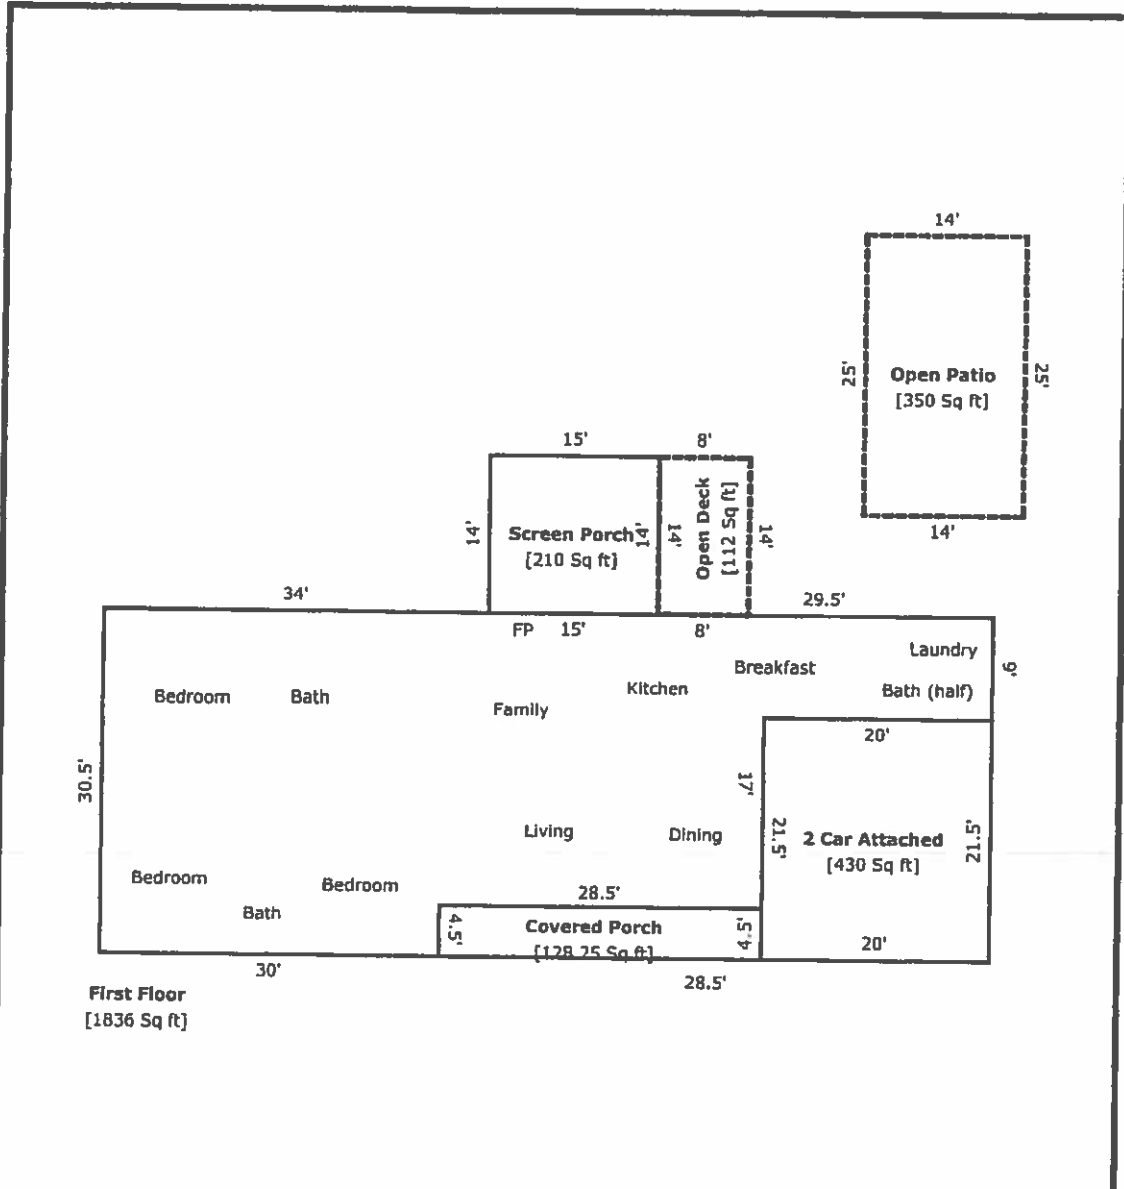 14'
25'
Open Patio
[350 Sq ft]
25'
14'
15'
8'
14'
Screen Porch
[210 Sq ft]
14'
14'
Open Deck
[112 Sq ft]
14'
34'
FP
15'
8'
29.5'
Laundry
9'
Breakfast
Kitchen
Bath (half)
Bedroom
Bath
Family
20'
30.5'
17'
21.5'
2 Car Attached
[430 Sq ft]
21.5'
Living
Dining
Bedroom
Bedroom
Bath
28.5'
4.5'
Covered Porch
[128.25 Sq ft]
4.5'
20'
30'
28.5'
First Floor
[1836 Sq ft]